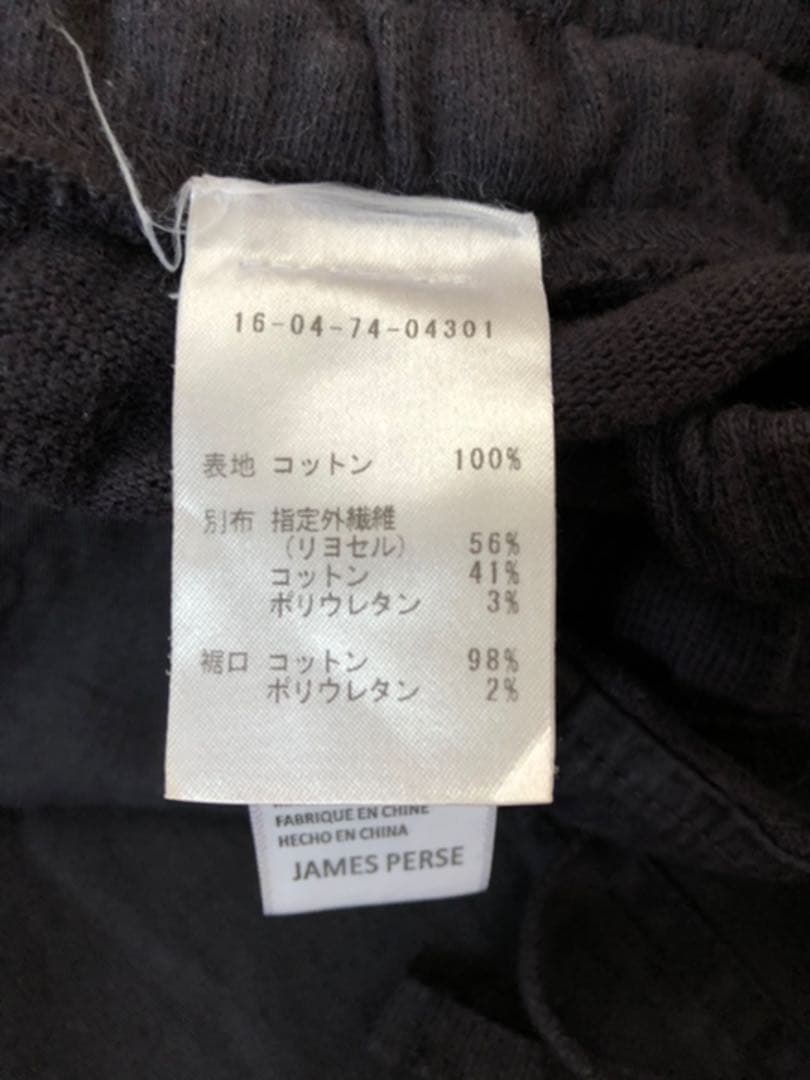 16-04-74-04301
表地 コットン 100%
別布 指定外繊維
(リヨセル) 56%
コットン 41%
ポリウレタン 3%
裾口 コットン 98%
ポリウレタン 2%
FABRIQUE EN CHINE
HECHO EN CHINA
JAMES PERSE